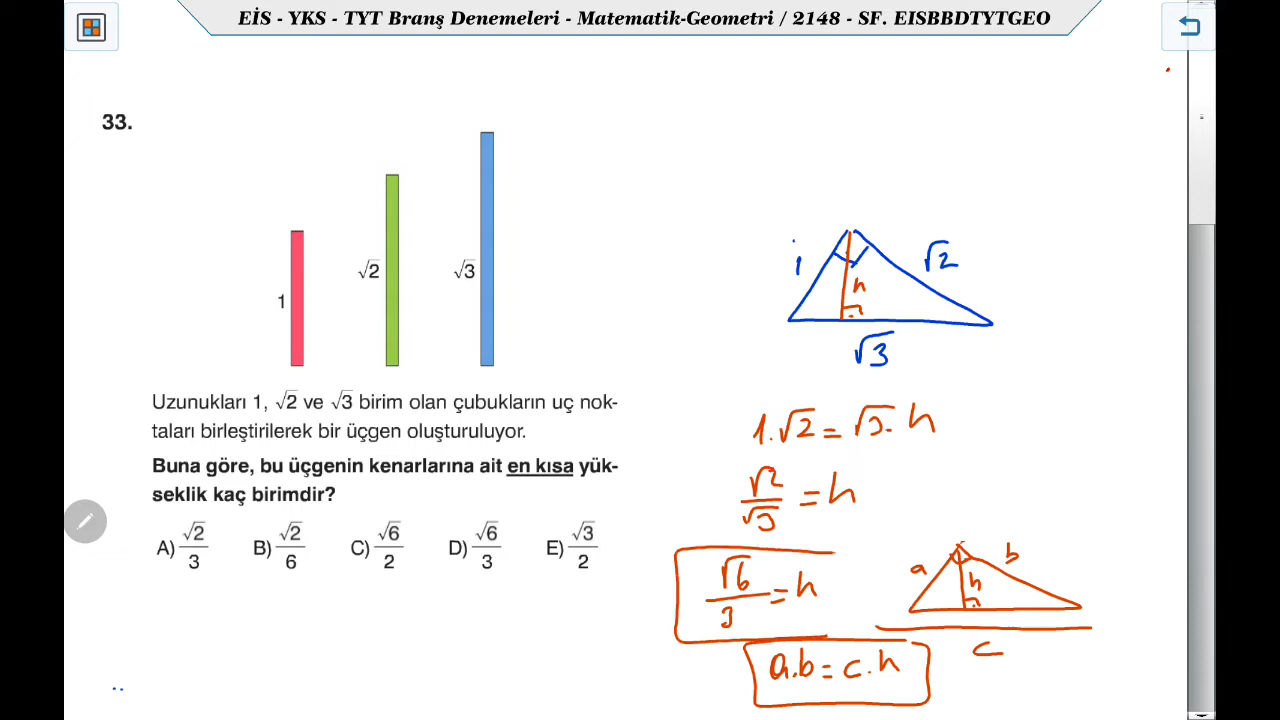 EİS - YKS - TYT Branş Denemeleri - Matematik-Geometri / 2148 - SF. EISBBDTYTGEO
33.
1
√2
√3
Uzunukları 1, √2 ve √3 birim olan çubukların uç nok-
taları birleştirilerek bir üçgen oluşturuluyor.
Buna göre, bu üçgenin kenarlarına ait en kısa yük-
seklik kaç birimdir?
A) √2/3 B) √2/6 C) √6/2 D) √6/3 E) √3/2
1
√2
h
√3
1.√2 = √3.h
√2/√3 = h
√6/3 = h
a
b
h
c
a.b = c.h